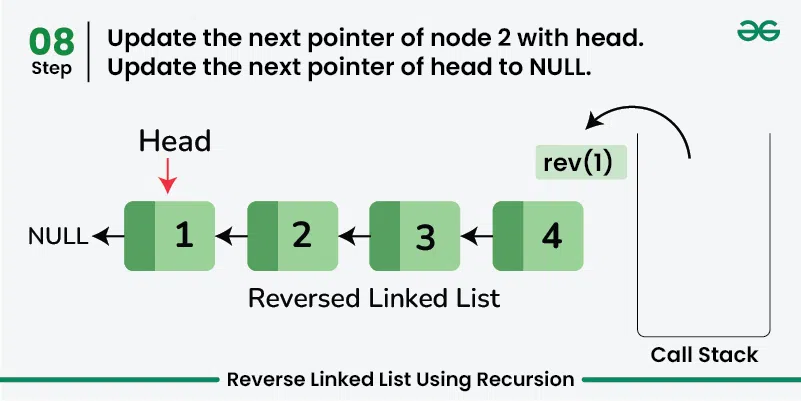 08
Step
Update the next pointer of node 2 with head.
Update the next pointer of head to NULL.
Head
rev(1)
NULL
1
2
3
4
Reversed Linked List
Call Stack
Reverse Linked List Using Recursion